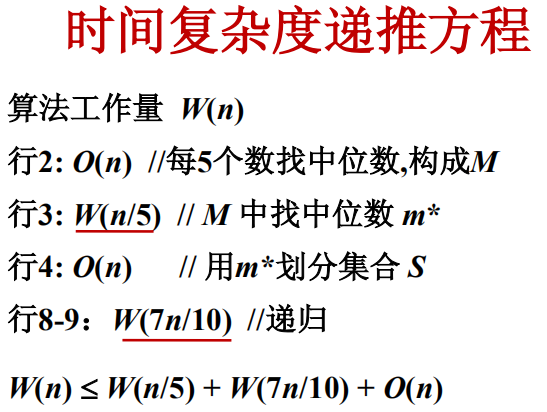 时间复杂度递推方程
算法工作量 W(n)
行2: O(n) //每5个数找中位数,构成M
行3: W(n/5) // M 中找中位数 m*
行4: O(n) // 用m*划分集合 S
行8-9：W(7n/10) //递归
W(n) ≤ W(n/5) + W(7n/10) + O(n)